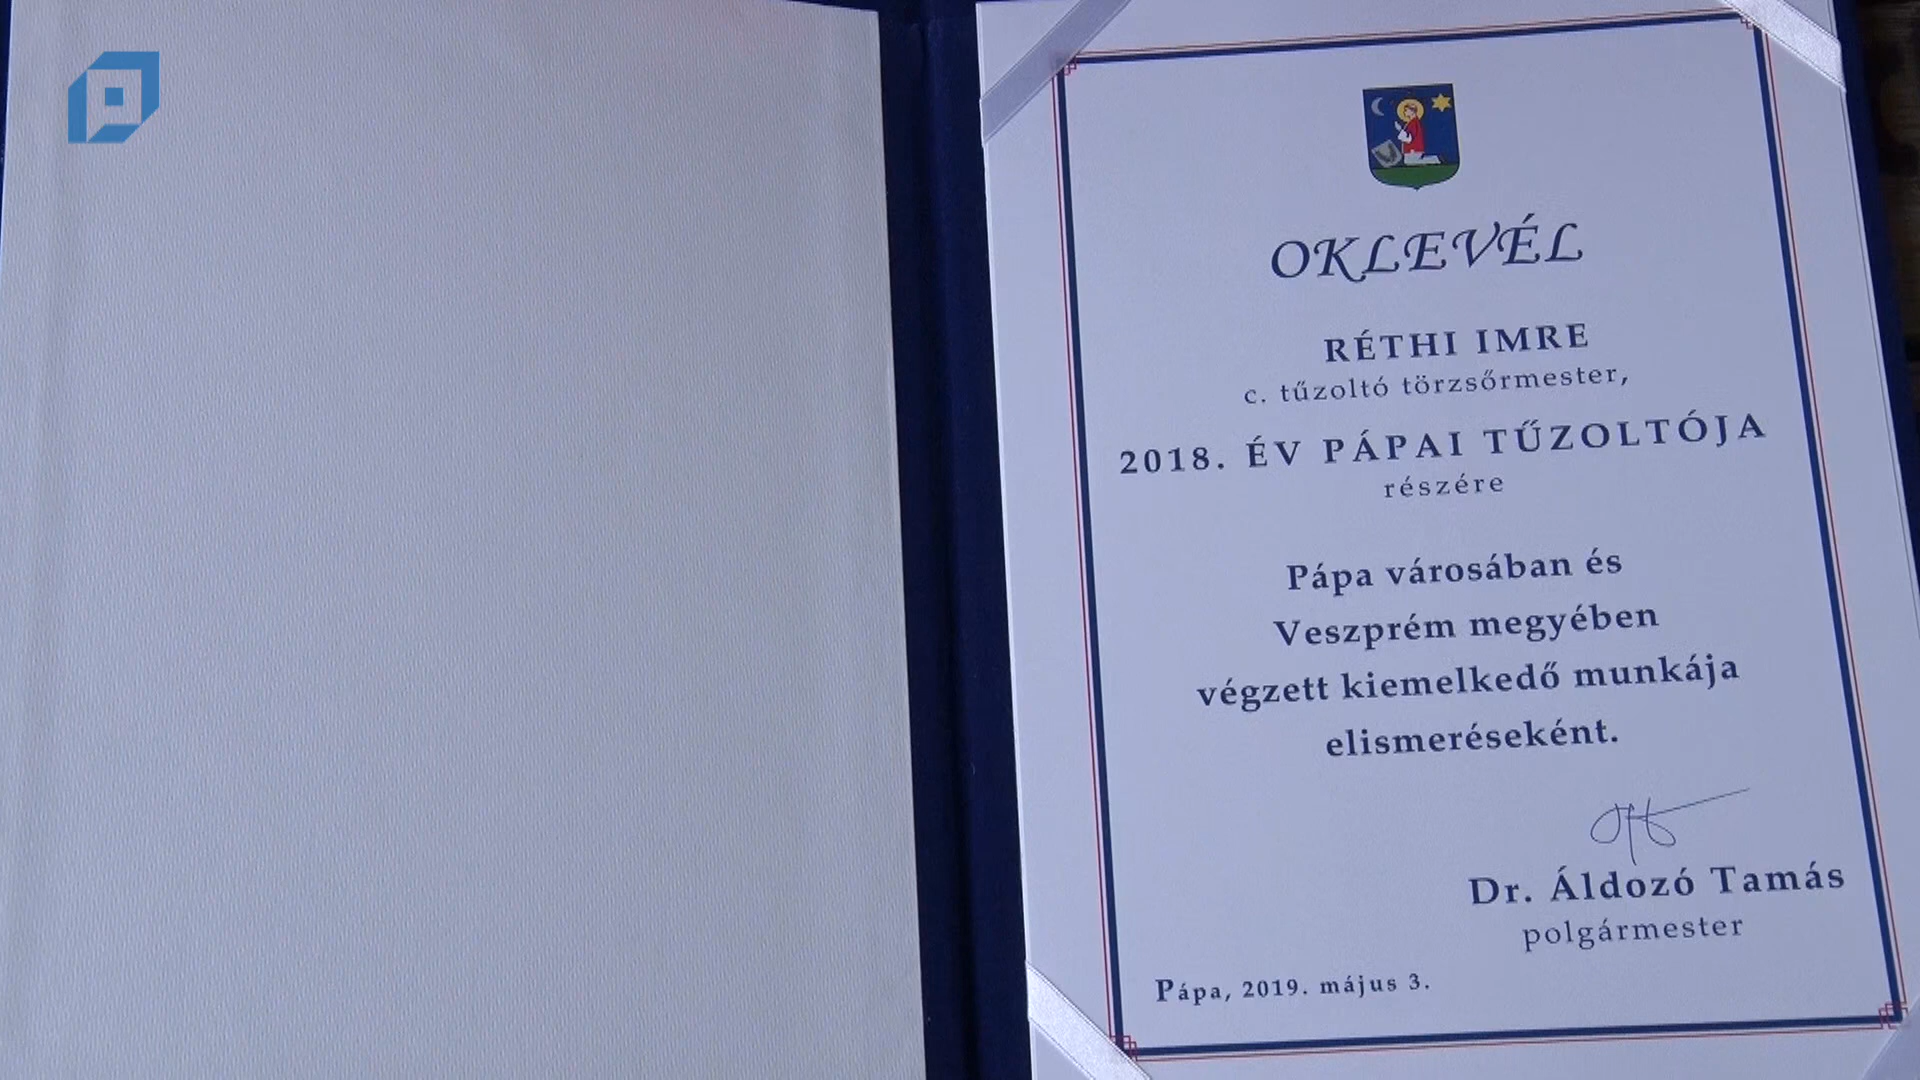 OKLEVÉL
RÉTHI IMRE
c. tűzoltó törzsőrmester,
2018. ÉV PÁPAI TŰZOLTÓJA
részére
Pápa városában és
Veszprém megyében
végzett kiemelkedő munkája
elismeréseként.
Dr. Áldozó Tamás
polgármester
Pápa, 2019. május 3.